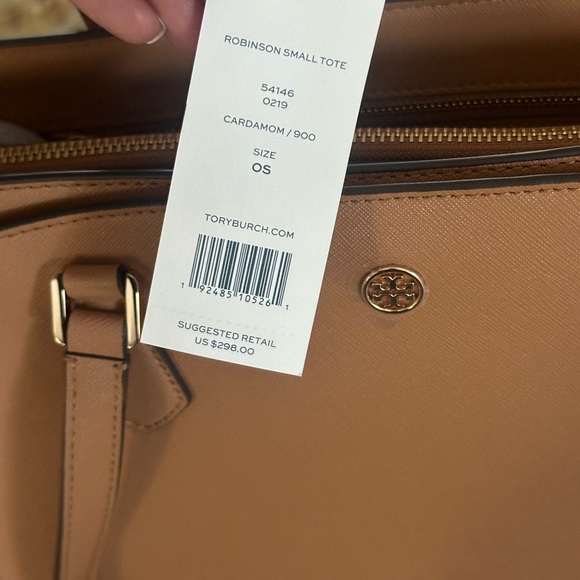 ROBINSON SMALL TOTE
54146
0219
CARDAMOM / 900
SIZE
OS
TORYBURCH.COM
1 92485 10526 1
SUGGESTED RETAIL
US $298.00